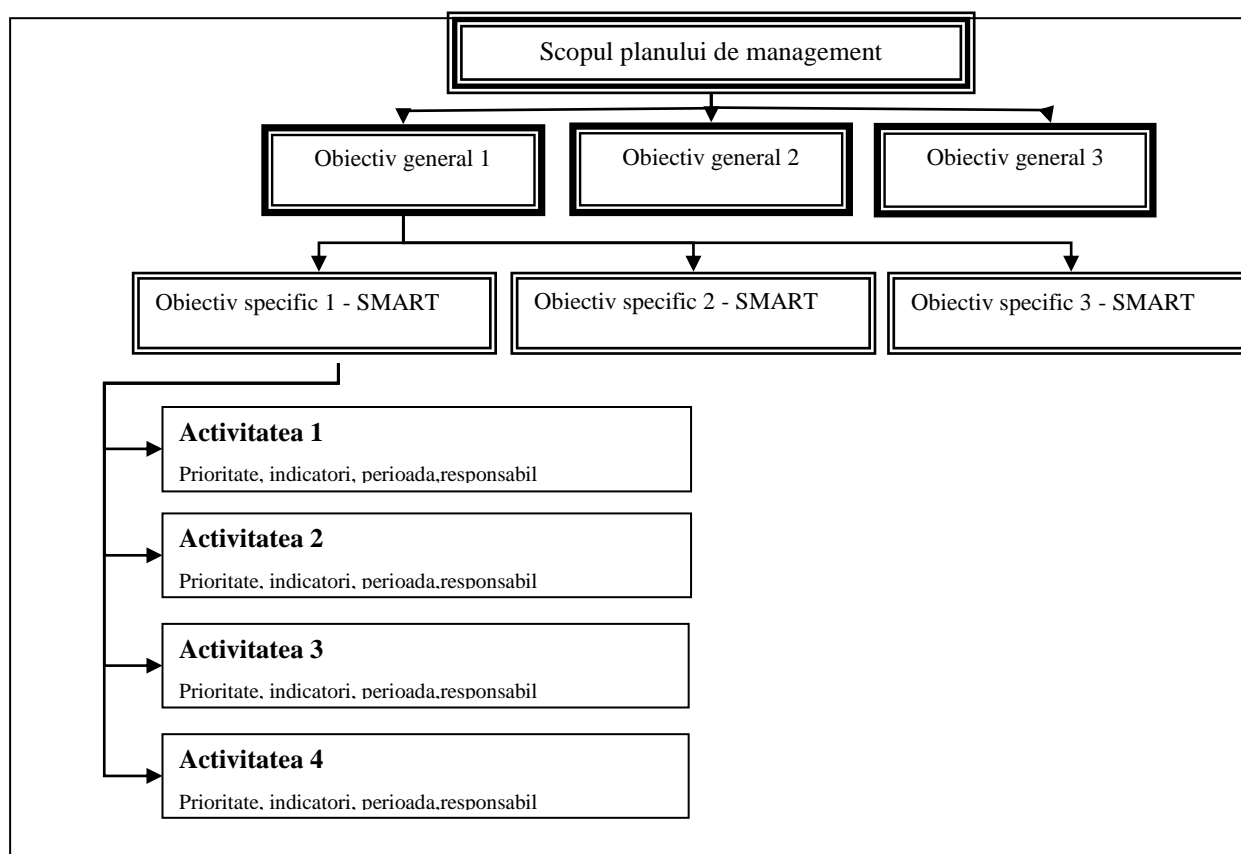 Scopul planului de management
Obiectiv general 1
Obiectiv general 2
Obiectiv general 3
Obiectiv specific 1 - SMART
Obiectiv specific 2 - SMART
Obiectiv specific 3 - SMART
Activitatea 1
Prioritate, indicatori, perioada,responsabil
Activitatea 2
Prioritate, indicatori, perioada,responsabil
Activitatea 3
Prioritate, indicatori, perioada,responsabil
Activitatea 4
Prioritate, indicatori, perioada,responsabil